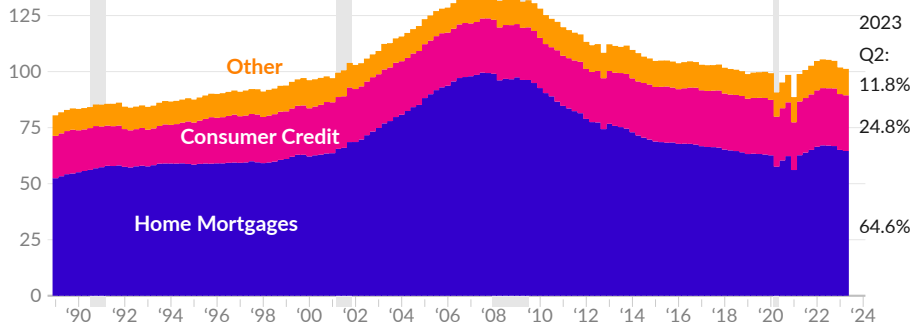 125
100
75
50
25
0
Other
Consumer Credit
Home Mortgages
2023
Q2:
11.8%
24.8%
64.6%
'90 '92 '94 '96 '98 '00 '02 '04 '06 '08 '10 '12 '14 '16 '18 '20 '22 '24